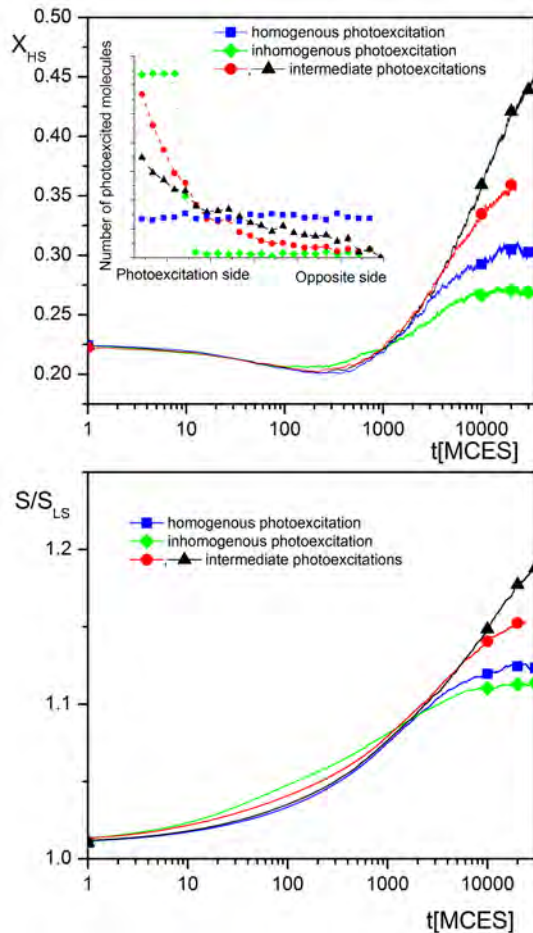 0.50
X_HS
0.45
0.40
0.35
0.30
0.25
0.20
homogenous photoexcitation
inhomogenous photoexcitation
intermediate photoexcitations
Number of photoexcited molecules
Photoexcitation side
Opposite side
1
10
100
1000
10000
t[MCES]
S/S_LS
1.2
1.1
1.0
homogenous photoexcitation
inhomogenous photoexcitation
intermediate photoexcitations
1
10
100
1000
10000
t[MCES]